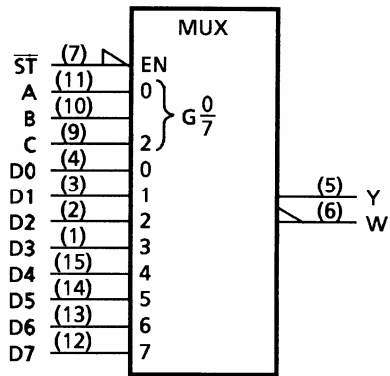 MUX
S̅T̅ (7) EN
A (11) 0
B (10)
C (9) 2
G 0/7
D0 (4) 0
D1 (3) 1
D2 (2) 2
D3 (1) 3
D4 (15) 4
D5 (14) 5
D6 (13) 6
D7 (12) 7
(5) Y
(6) W